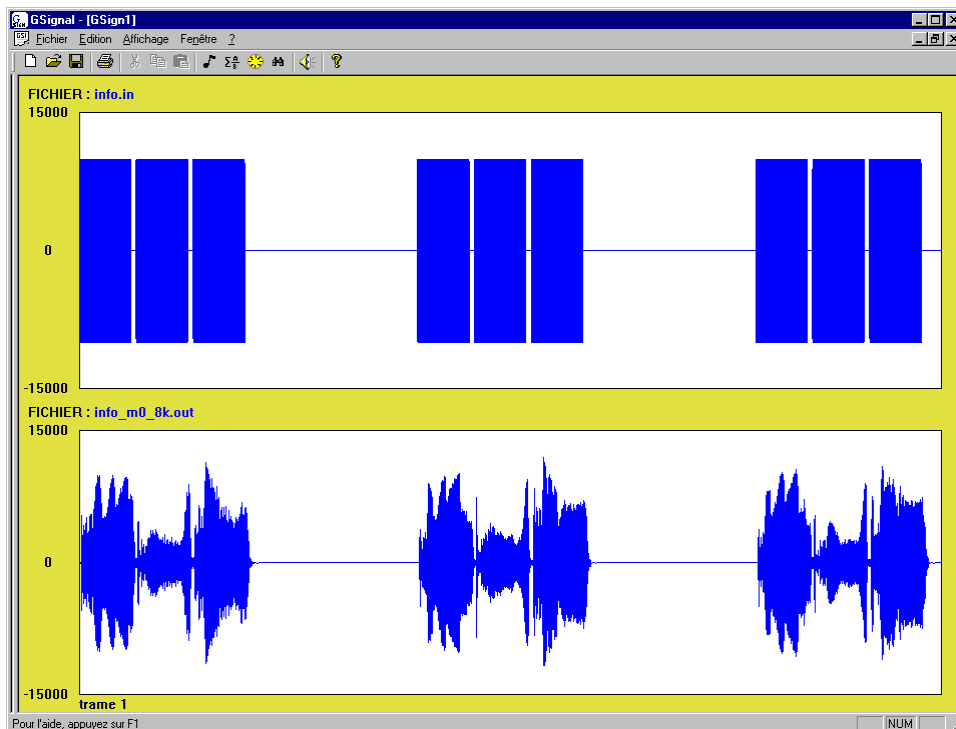 GSignal - [GSign1]
Fichier Edition Affichage Fenêtre ?
FICHIER : info.in
15000
0
-15000
FICHIER : info_m0_8k.out
15000
0
-15000
trame 1
Pour l'aide, appuyez sur F1
NUM